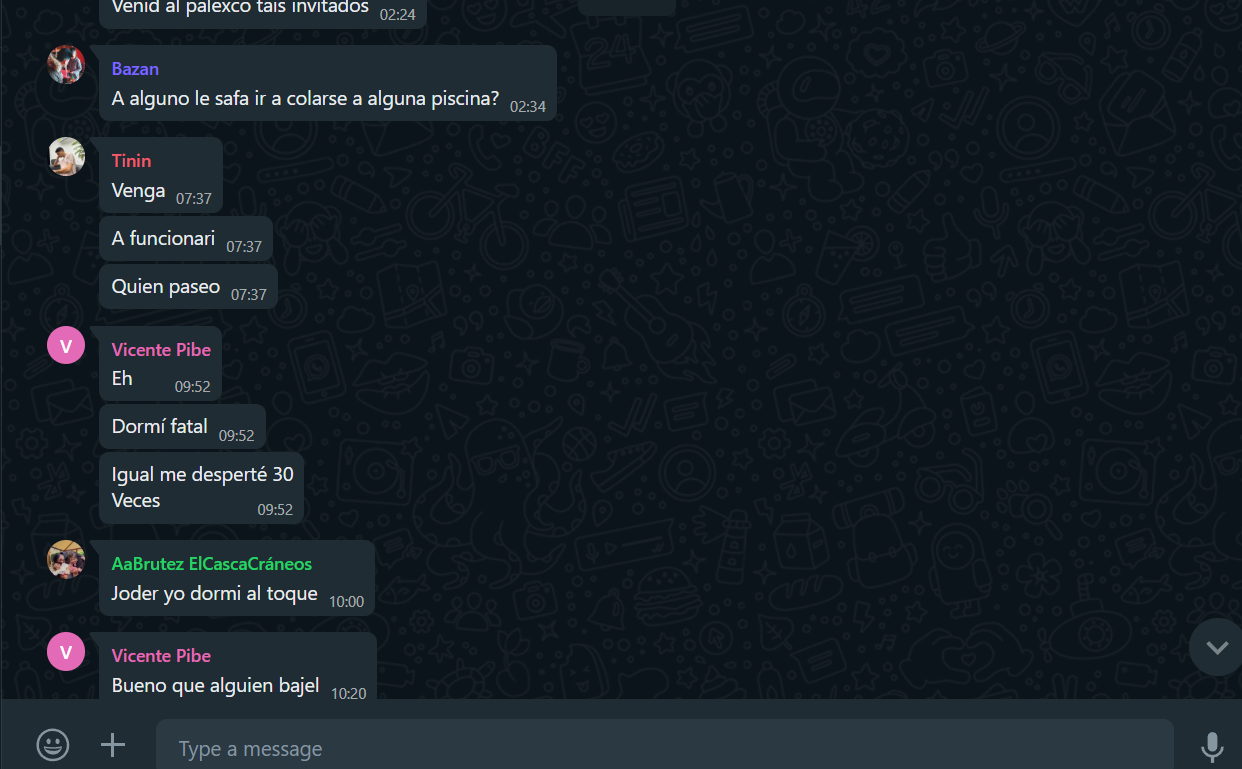 Venid al palexco tais invitados 02:24
Bazan
A alguno le safa ir a colarse a alguna piscina? 02:34
Tinin
Venga 07:37
A funcionari 07:37
Quien paseo 07:37
V
Vicente Pibe
Eh 09:52
Dormí fatal 09:52
Igual me desperté 30
Veces 09:52
AaBrutez ElCascaCráneos
Joder yo dormi al toque 10:00
V
Vicente Pibe
Bueno que alguien bajel 10:20
Type a message